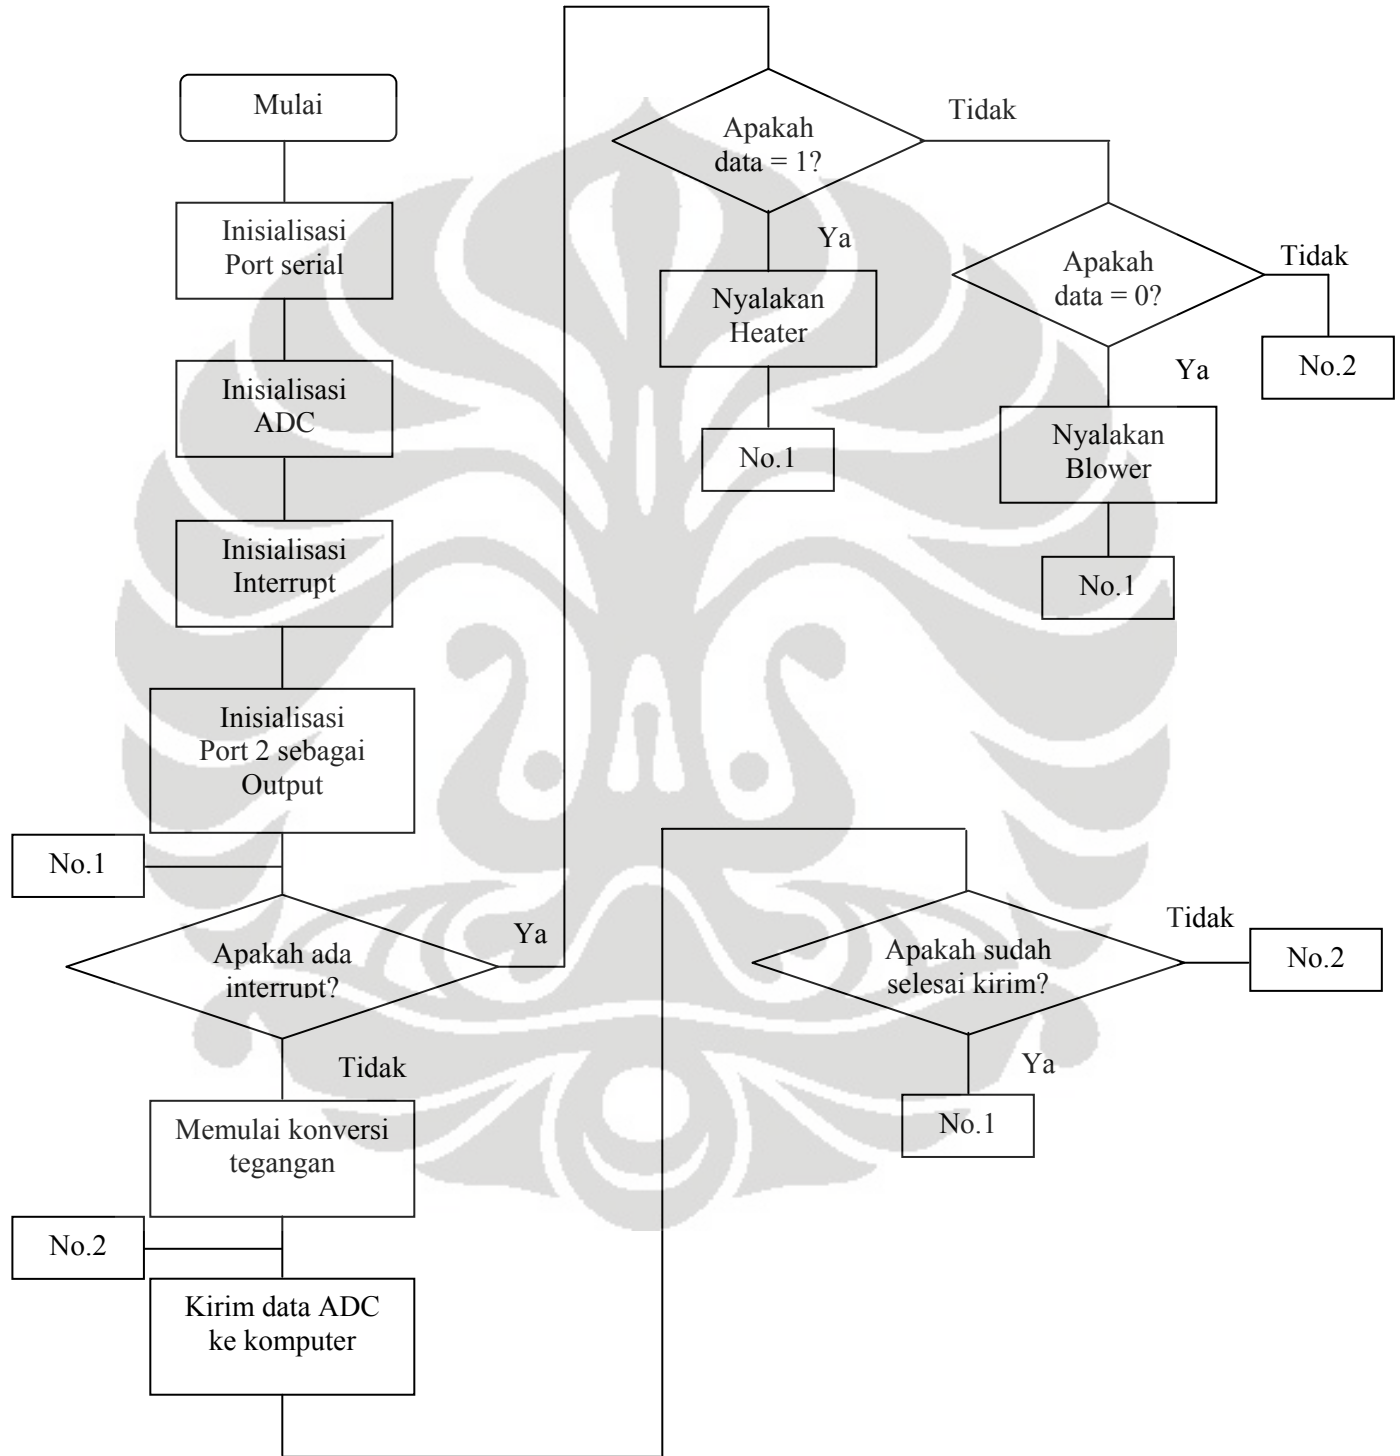 Mulai
Inisialisasi
Port serial
Inisialisasi
ADC
Inisialisasi
Interrupt
Inisialisasi
Port 2 sebagai
Output
No.1
Apakah ada
interrupt?
Ya
Tidak
Memulai konversi
tegangan
No.2
Kirim data ADC
ke komputer
Apakah
data = 1?
Tidak
Ya
Nyalakan
Heater
No.1
Apakah
data = 0?
Tidak
No.2
Ya
Nyalakan
Blower
No.1
Apakah sudah
selesai kirim?
Tidak
No.2
Ya
No.1